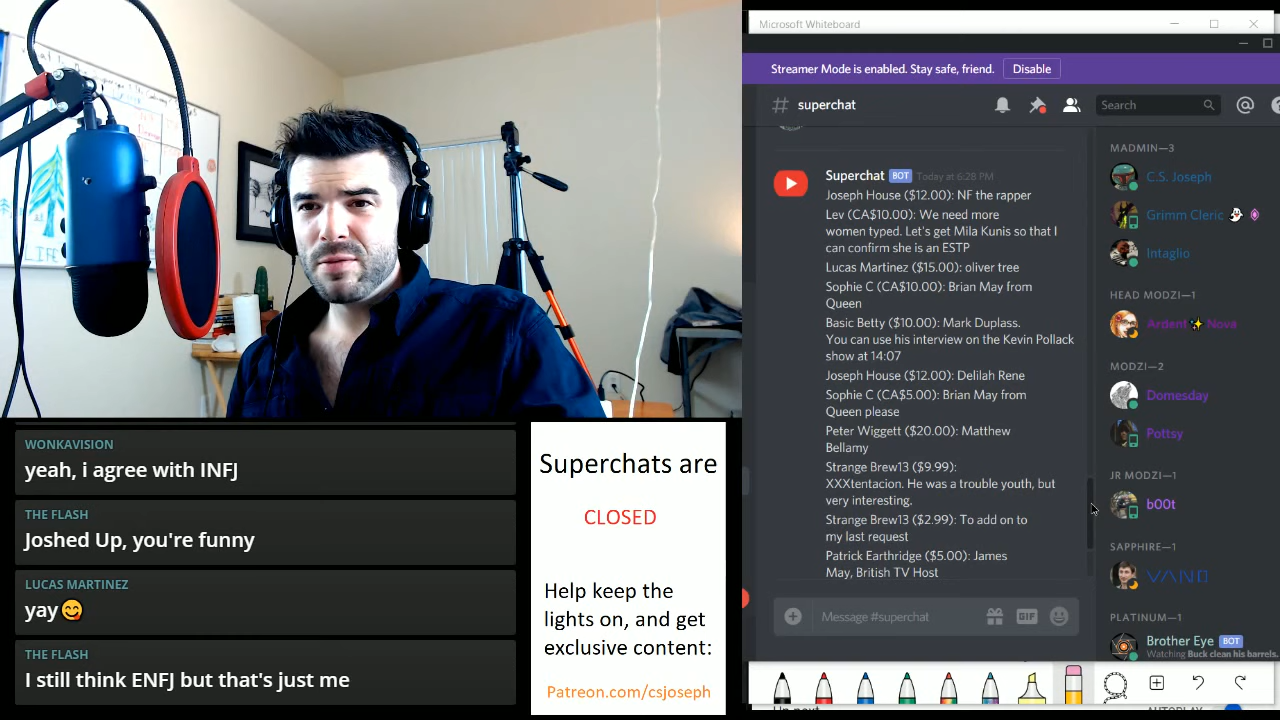 Microsoft Whiteboard
Streamer Mode is enabled. Stay safe, friend.
Disable
# superchat
Search
Superchat BOT Today at 6:28 PM
Joseph House ($12.00): NF the rapper
Lev (CA$10.00): We need more
women typed. Let's get Mila Kunis so that I
can confirm she is an ESTP
Lucas Martinez ($15.00): oliver tree
Sophie C (CA$10.00): Brian May from
Queen
Basic Betty ($10.00): Mark Duplass.
You can use his interview on the Kevin Pollack
show at 14:07
Joseph House ($12.00): Delilah Rene
Sophie C (CA$5.00): Brian May from
Queen please
Peter Wiggett ($20.00): Matthew
Bellamy
Strange Brew13 ($9.99):
XXXtentacion. He was a trouble youth, but
very interesting.
Strange Brew13 ($2.99): To add on to
my last request
Patrick Earthridge ($5.00): James
May, British TV Host
Message #superchat
GIF
MADMIN—3
C.S. Joseph
Grimm Cleric
Intaglio
HEAD MODZI—1
Ardent✨Nova
MODZI—2
Domesday
Pottsy
JR MODZI—1
b00t
SAPPHIRE—1
PLATINUM—1
Brother Eye BOT
Watching Buck clean his barrels.
WONKAVISION
yeah, i agree with INFJ
THE FLASH
Joshed Up, you're funny
LUCAS MARTINEZ
yay😊
THE FLASH
I still think ENFJ but that's just me
Superchats are
CLOSED
Help keep the
lights on, and get
exclusive content:
Patreon.com/csjoseph